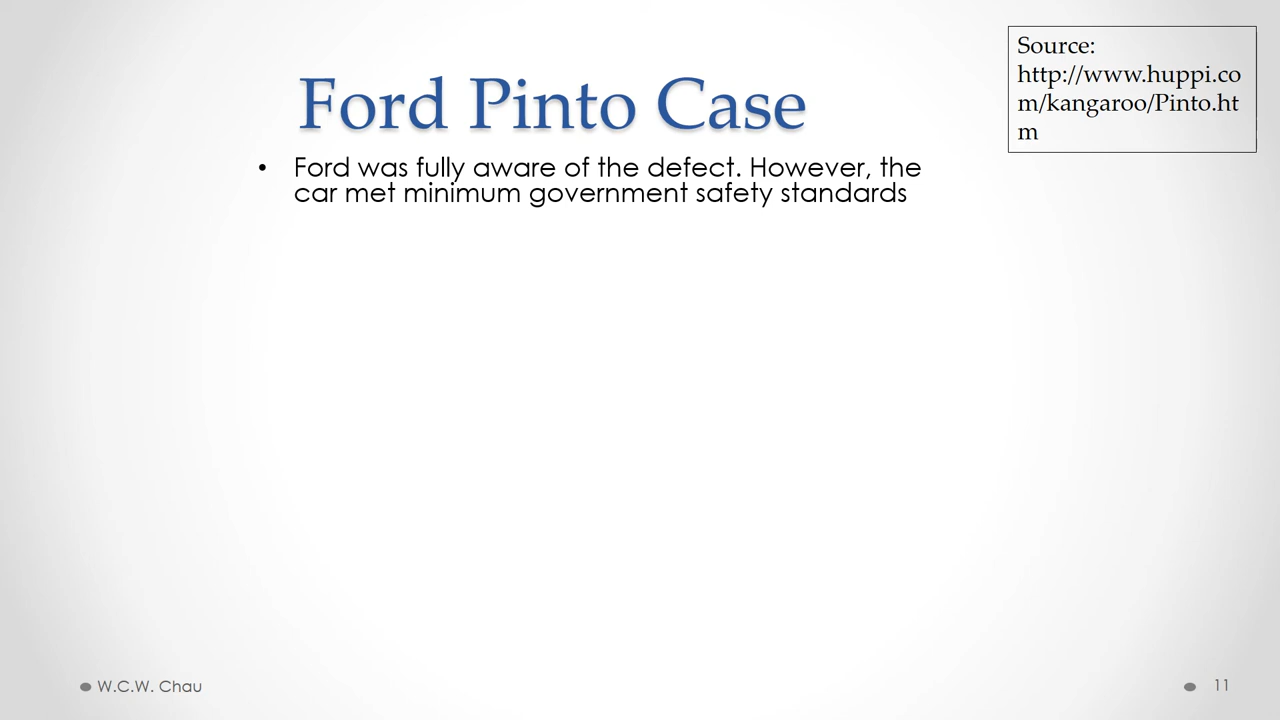 Source:
http://www.huppi.co
m/kangaroo/Pinto.ht
m
Ford Pinto Case
• Ford was fully aware of the defect. However, the
car met minimum government safety standards
W.C.W. Chau
11